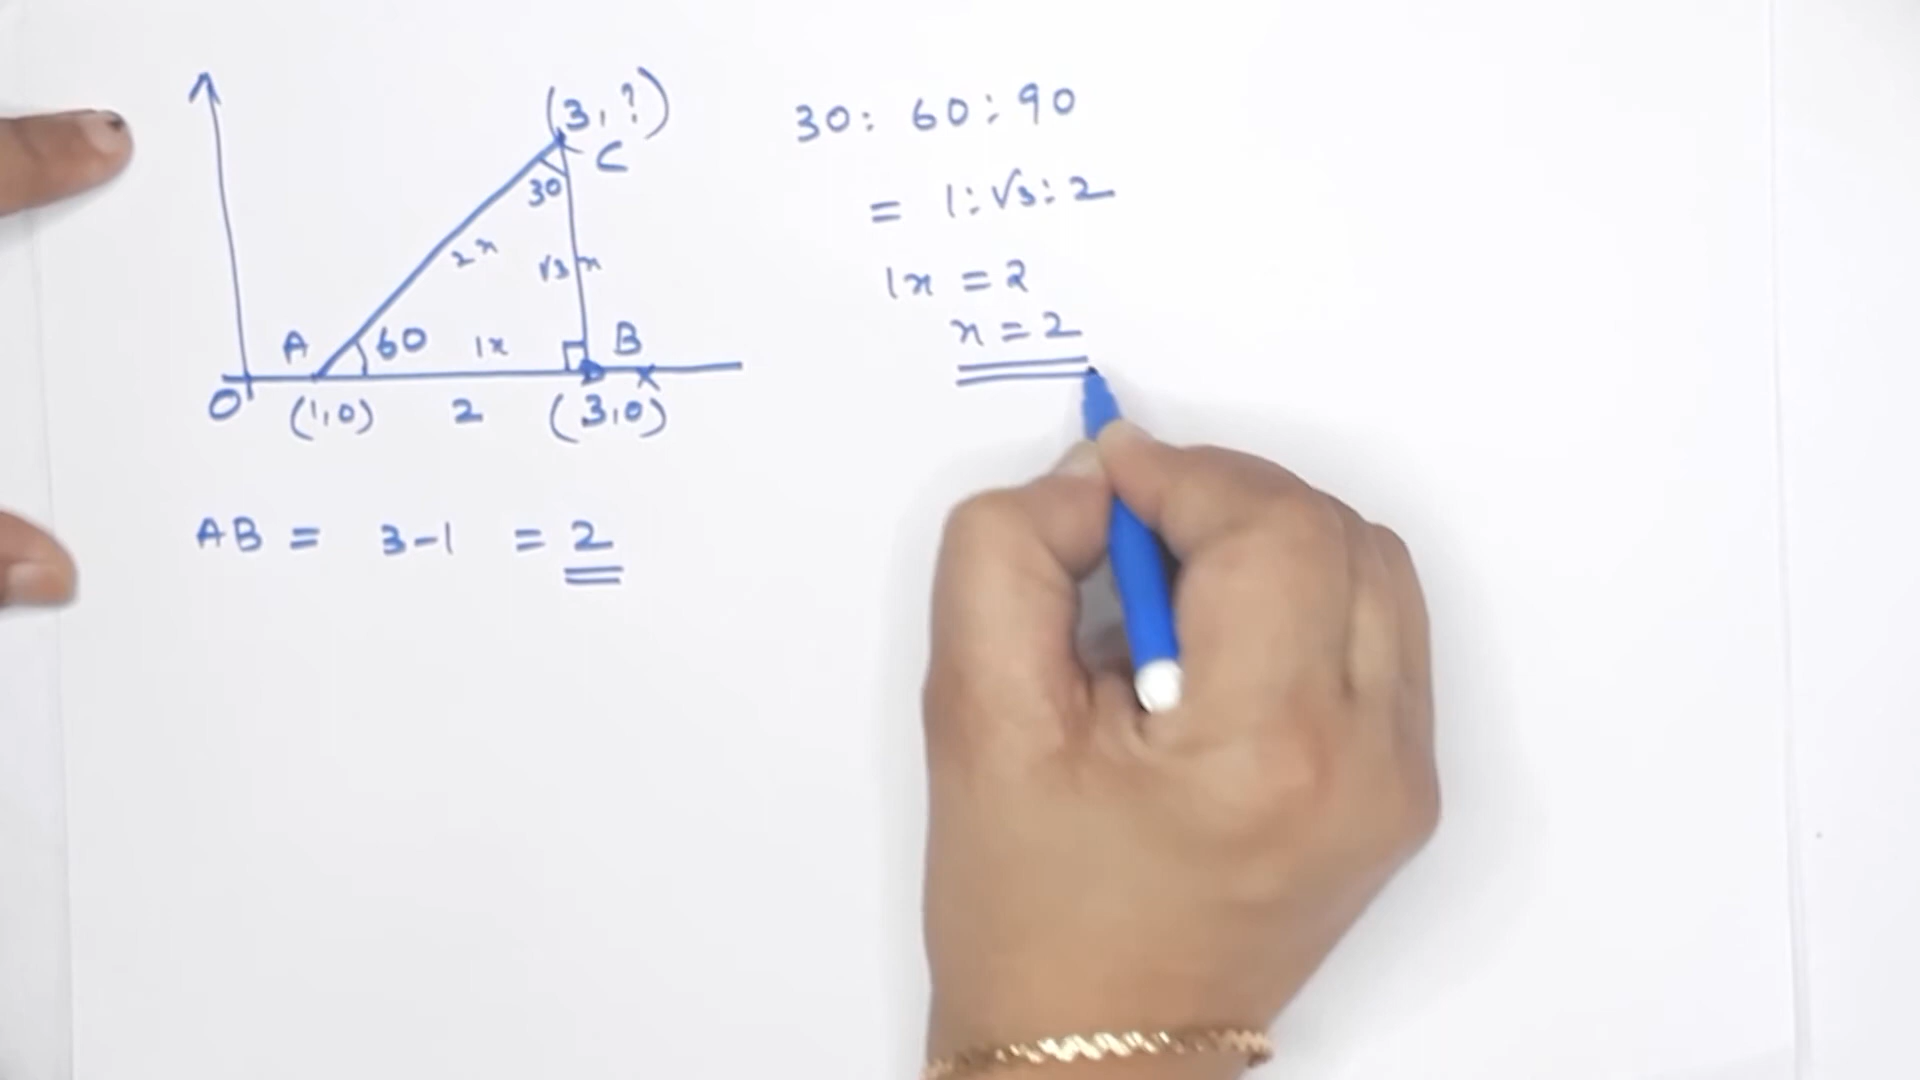 (3, ?)
C
30
2x
√3 x
A
60
1x
B
O
(1,0)
2
(3,0)
AB = 3-1 = 2
30: 60:90
= 1:√3:2
1x = 2
x = 2